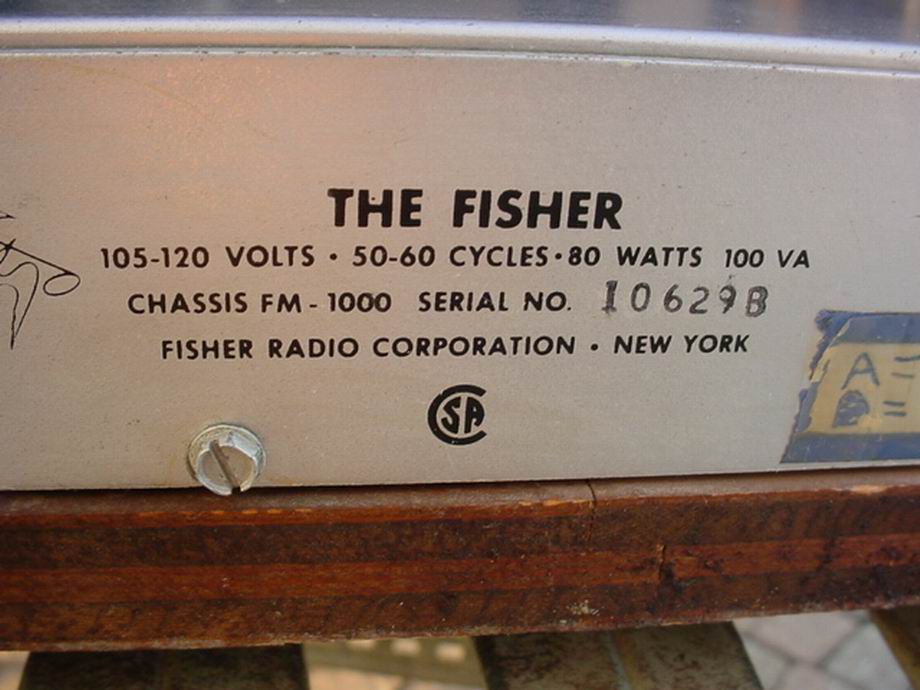 THE FISHER
105-120 VOLTS · 50-60 CYCLES · 80 WATTS 100 VA
CHASSIS FM - 1000 SERIAL NO. 10629B
FISHER RADIO CORPORATION · NEW YORK
CSA
A =
B =